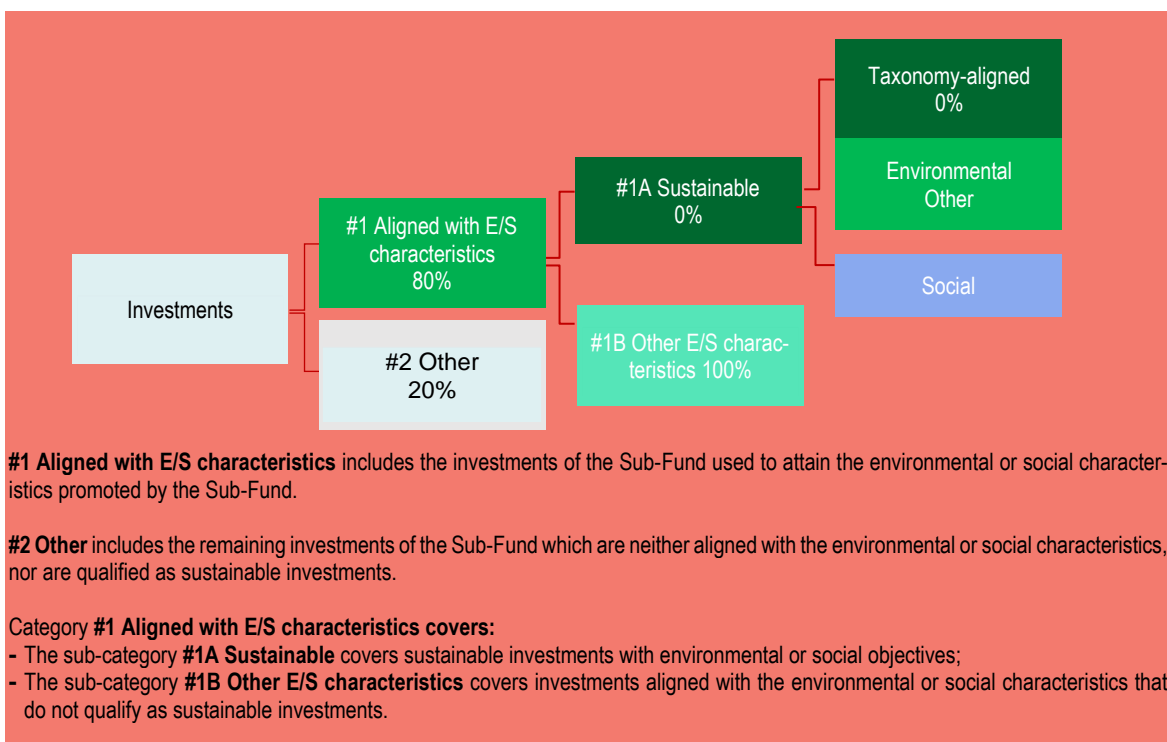 Taxonomy-aligned
0%
Environmental
Other
#1A Sustainable
0%
#1 Aligned with E/S
characteristics
80%
Social
Investments
#1B Other E/S charac-
teristics 100%
#2 Other
20%
#1 Aligned with E/S characteristics includes the investments of the Sub-Fund used to attain the environmental or social character-
istics promoted by the Sub-Fund.
#2 Other includes the remaining investments of the Sub-Fund which are neither aligned with the environmental or social characteristics,
nor are qualified as sustainable investments.
Category #1 Aligned with E/S characteristics covers:
- The sub-category #1A Sustainable covers sustainable investments with environmental or social objectives;
- The sub-category #1B Other E/S characteristics covers investments aligned with the environmental or social characteristics that
do not qualify as sustainable investments.